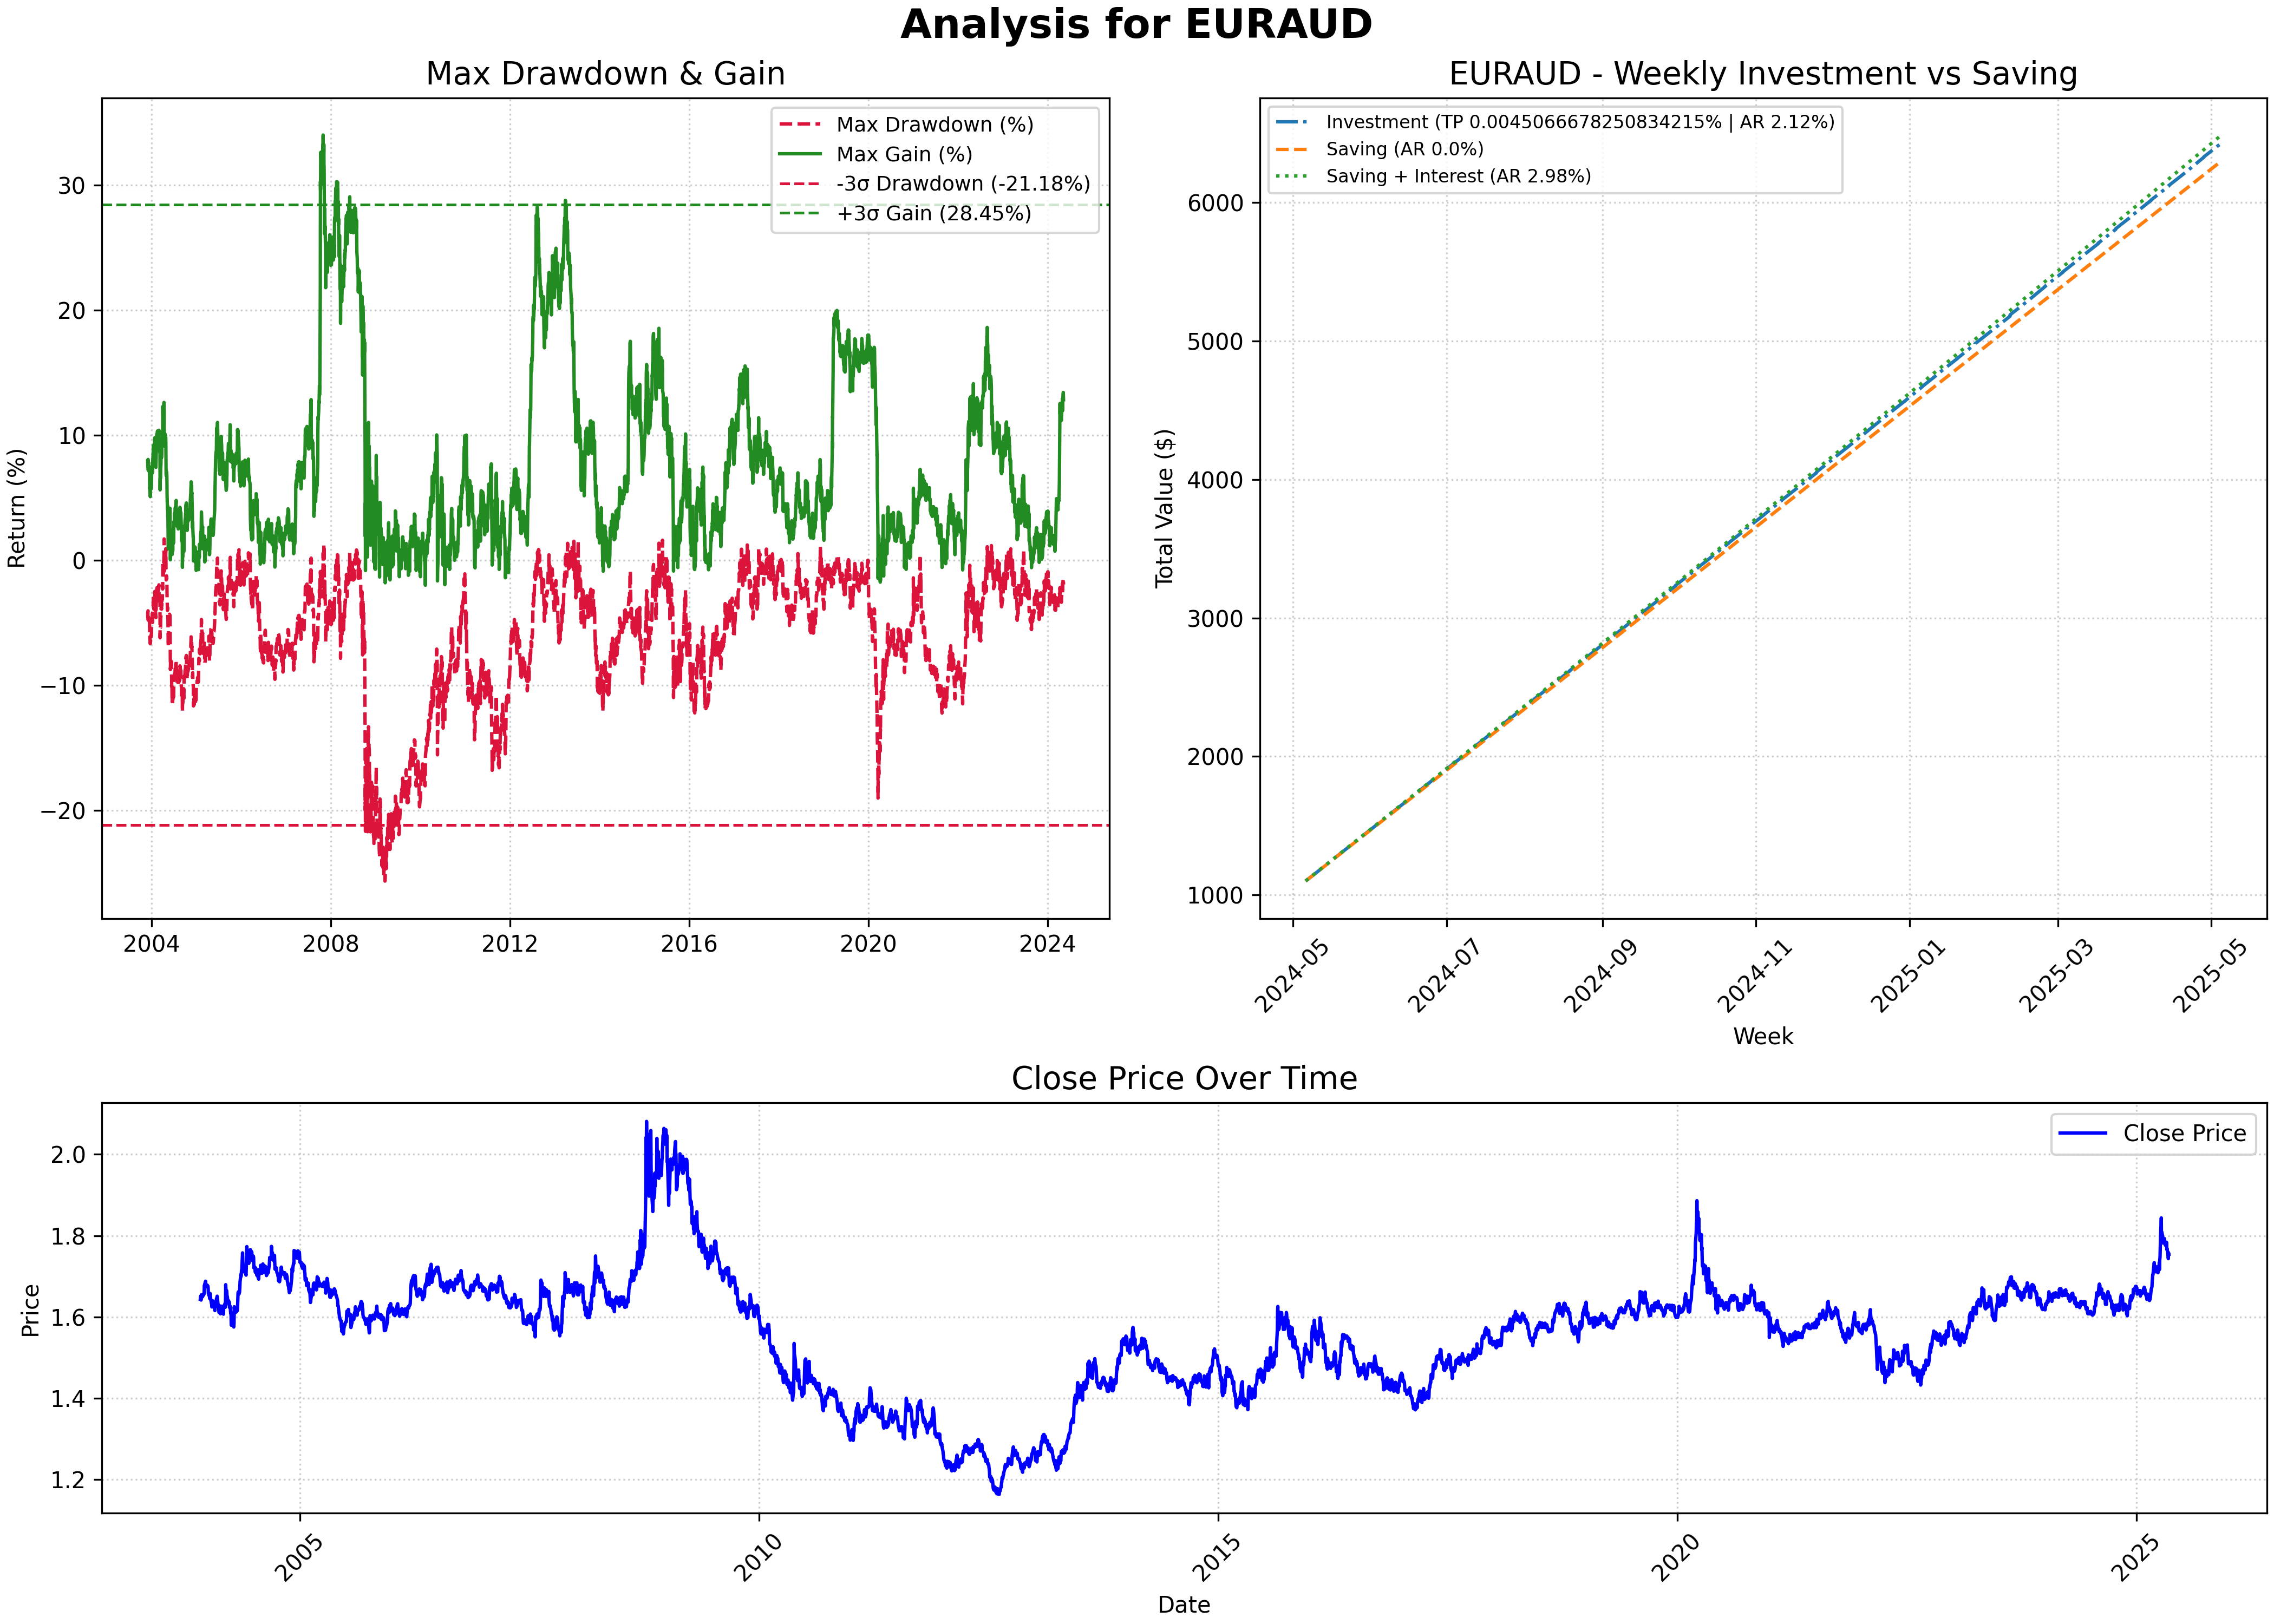 Analysis for EURAUD
Max Drawdown & Gain
Return (%)
30
20
10
0
−10
−20
2004
2008
2012
2016
2020
2024
Max Drawdown (%)
Max Gain (%)
-3σ Drawdown (-21.18%)
+3σ Gain (28.45%)
EURAUD - Weekly Investment vs Saving
Total Value ($)
6000
5000
4000
3000
2000
1000
2024-05
2024-07
2024-09
2024-11
2025-01
2025-03
2025-05
Week
Investment (TP 0.0045066678250834215% | AR 2.12%)
Saving (AR 0.0%)
Saving + Interest (AR 2.98%)
Close Price Over Time
Price
2.0
1.8
1.6
1.4
1.2
2005
2010
2015
2020
2025
Date
Close Price